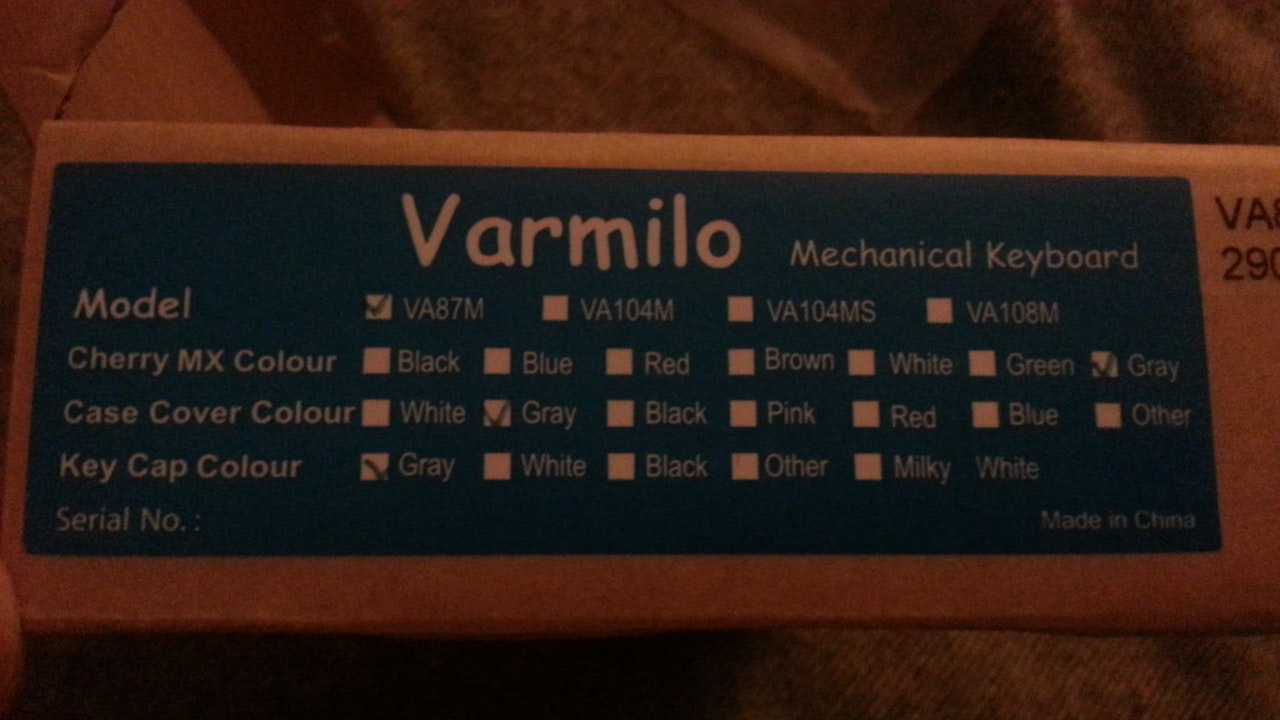 Varmilo Mechanical Keyboard
Model VA87M VA104M VA104MS VA108M
Cherry MX Colour Black Blue Red Brown White Green Gray
Case Cover Colour White Gray Black Pink Red Blue Other
Key Cap Colour Gray White Black Other Milky White
Serial No. :
Made in China